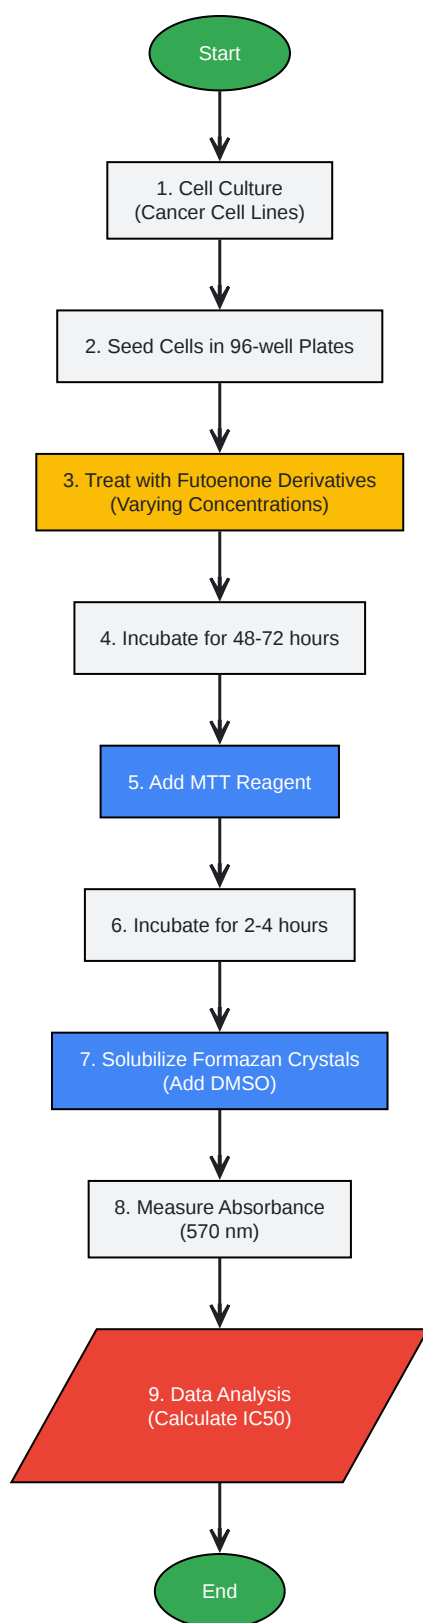 Start
1. Cell Culture
(Cancer Cell Lines)
2. Seed Cells in 96-well Plates
3. Treat with Futoenone Derivatives
(Varying Concentrations)
4. Incubate for 48-72 hours
5. Add MTT Reagent
6. Incubate for 2-4 hours
7. Solubilize Formazan Crystals
(Add DMSO)
8. Measure Absorbance
(570 nm)
9. Data Analysis
(Calculate IC50)
End